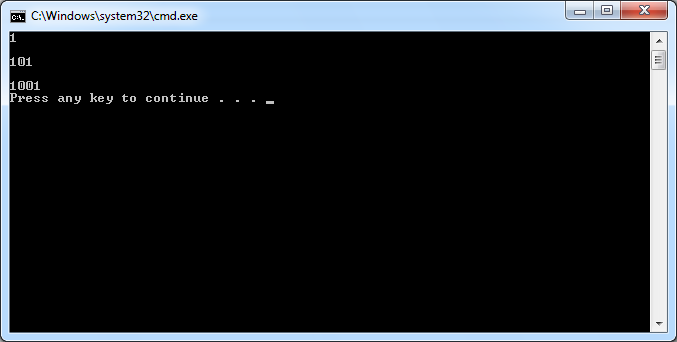 C:\Windows\system32\cmd.exe
1
101
1001
Press any key to continue . . . _